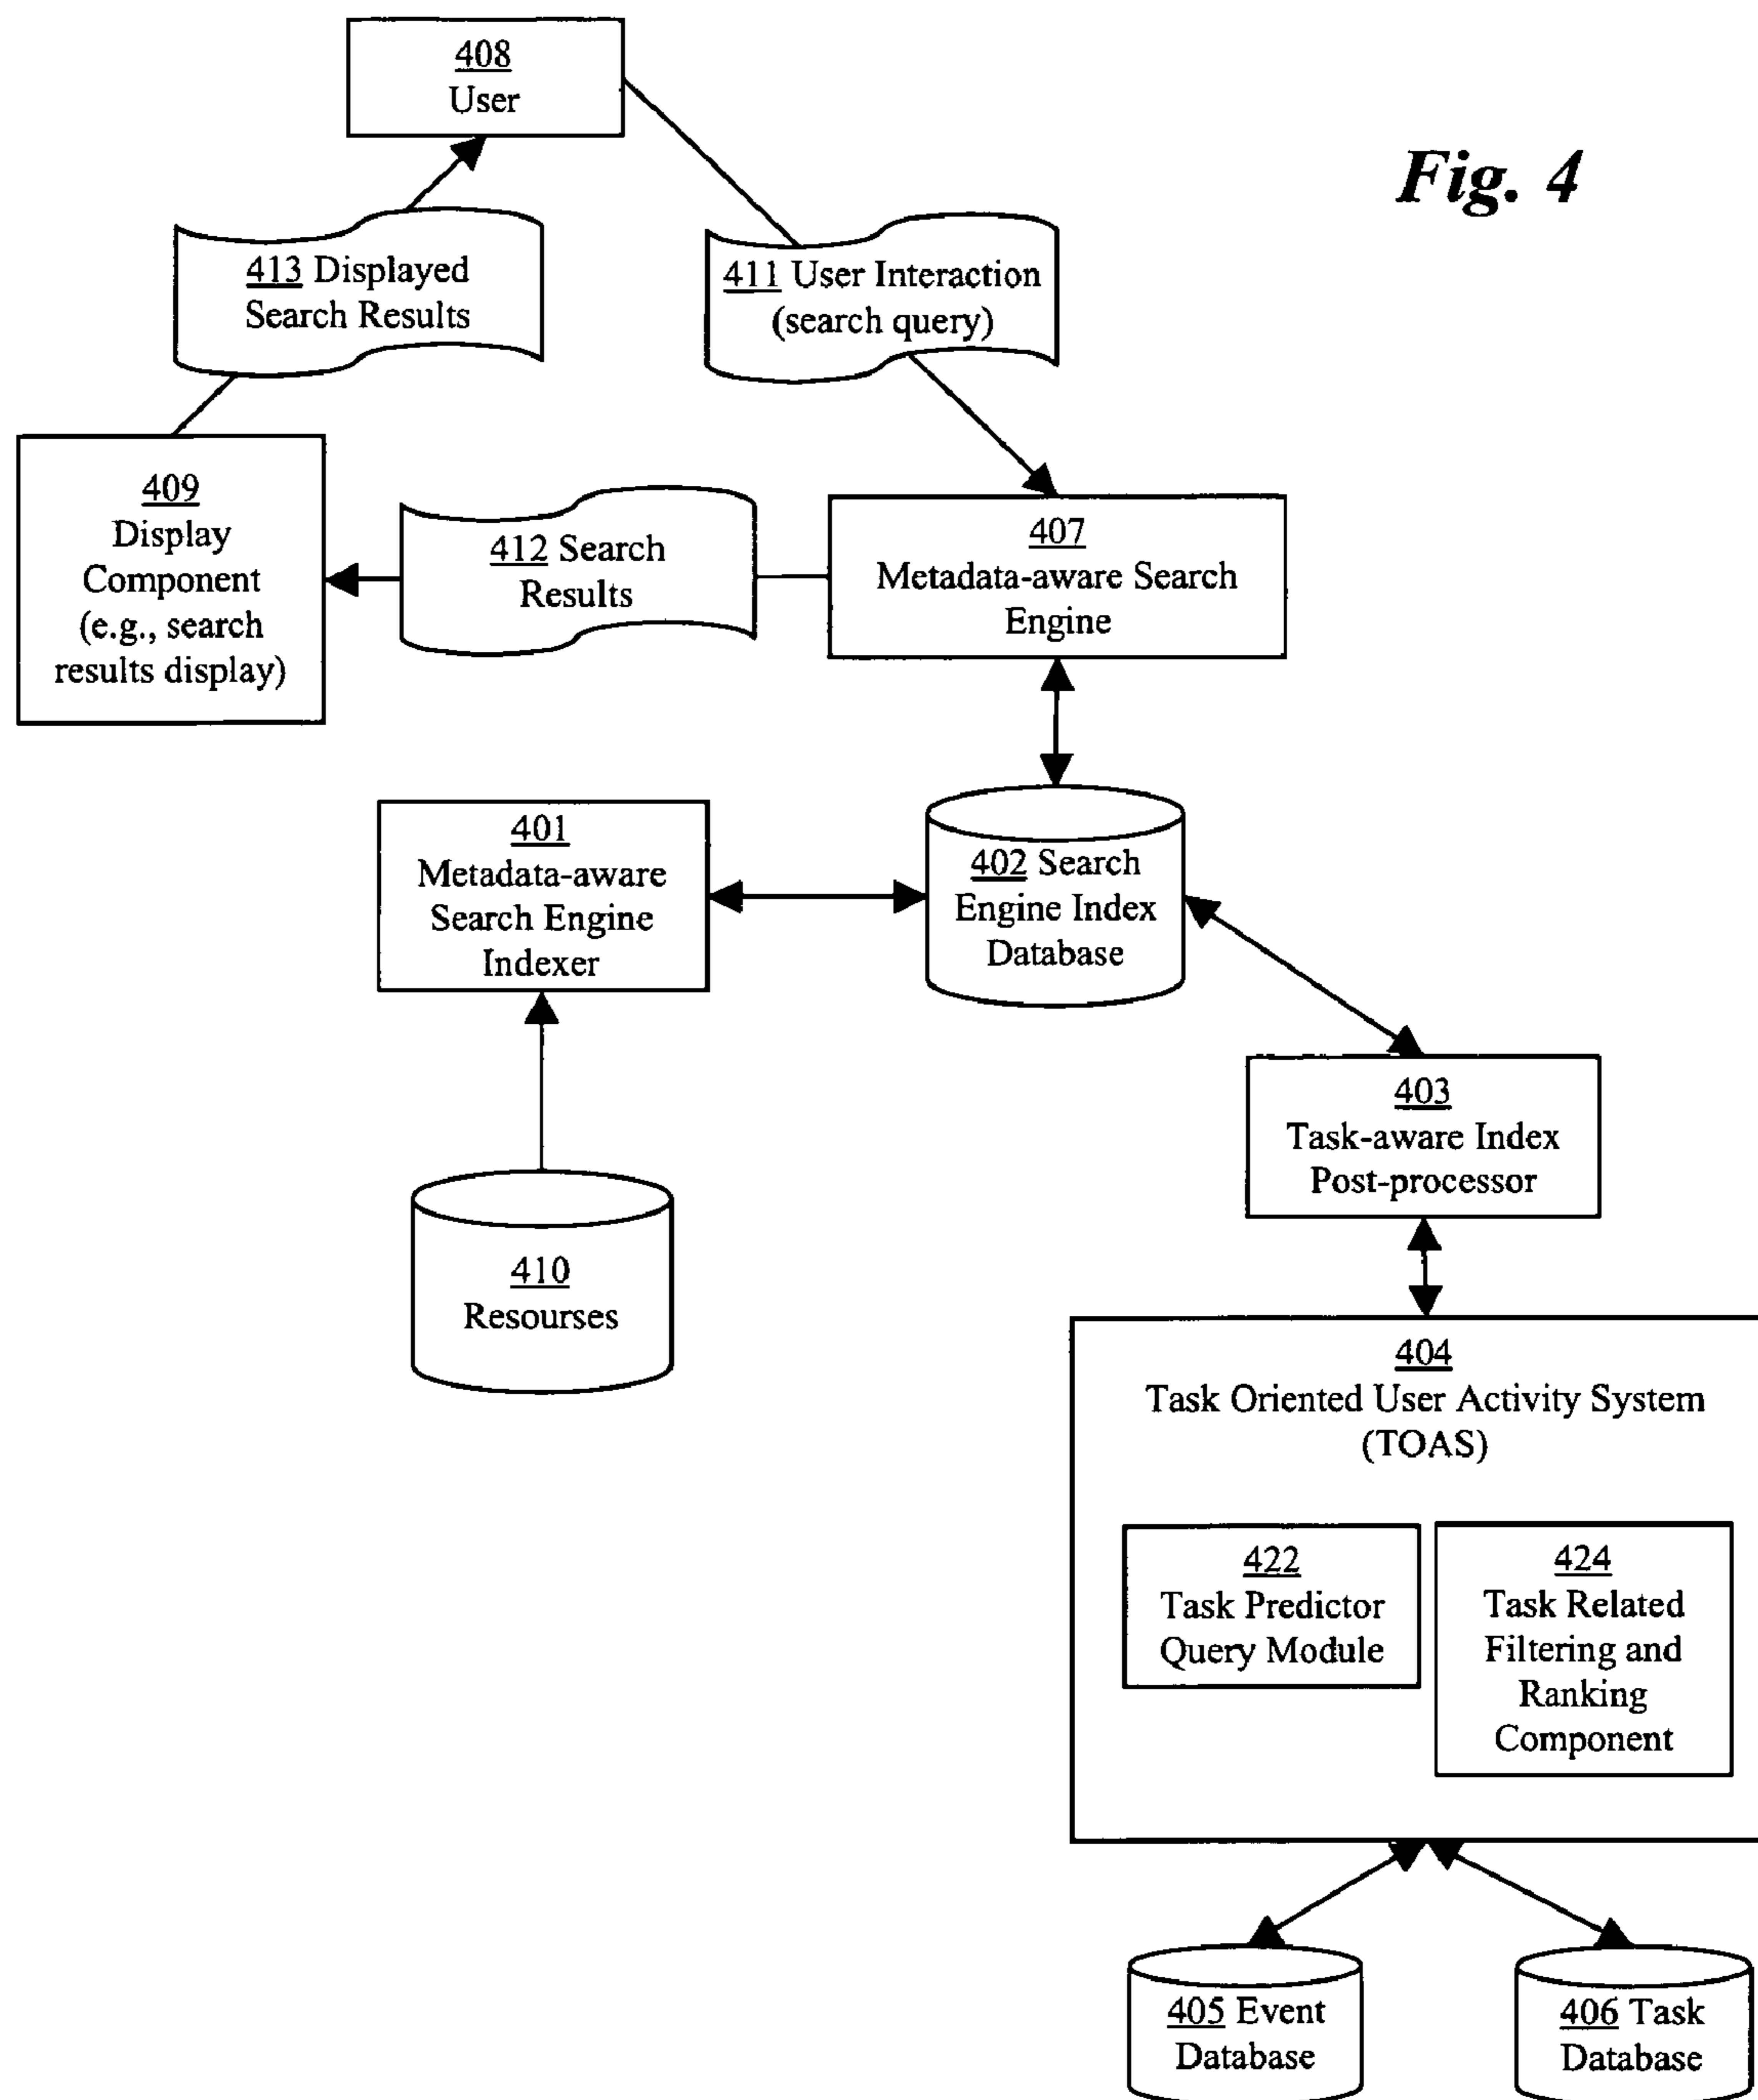 408
User
Fig. 4
413 Displayed
Search Results
411 User Interaction
(search query)
409
Display
Component
(e.g., search
results display)
412 Search
Results
407
Metadata-aware Search
Engine
401
Metadata-aware
Search Engine
Indexer
402 Search
Engine Index
Database
403
Task-aware Index
Post-processor
410
Resourses
404
Task Oriented User Activity System
(TOAS)
422
Task Predictor
Query Module
424
Task Related
Filtering and
Ranking
Component
405 Event
Database
406 Task
Database